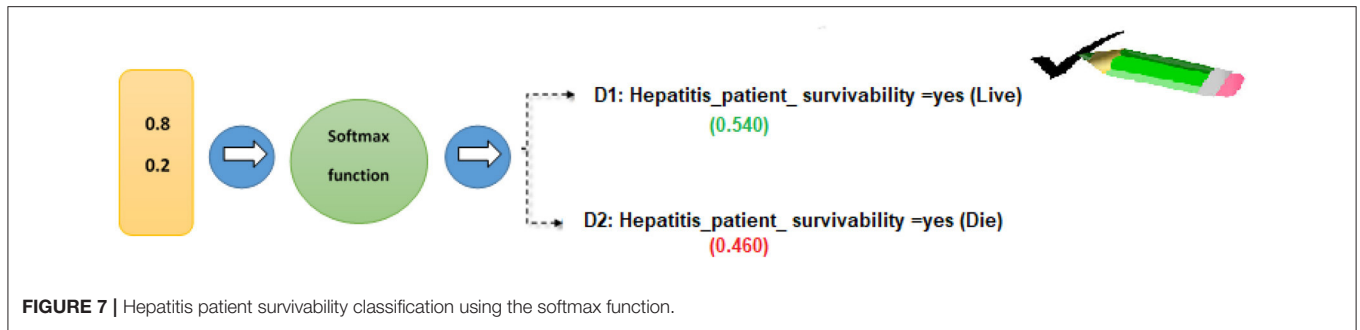 0.8
0.2
Softmax
function
D1: Hepatitis_patient_ survivability =yes (Live)
(0.540)
D2: Hepatitis_patient_ survivability =yes (Die)
(0.460)
FIGURE 7 | Hepatitis patient survivability classification using the softmax function.